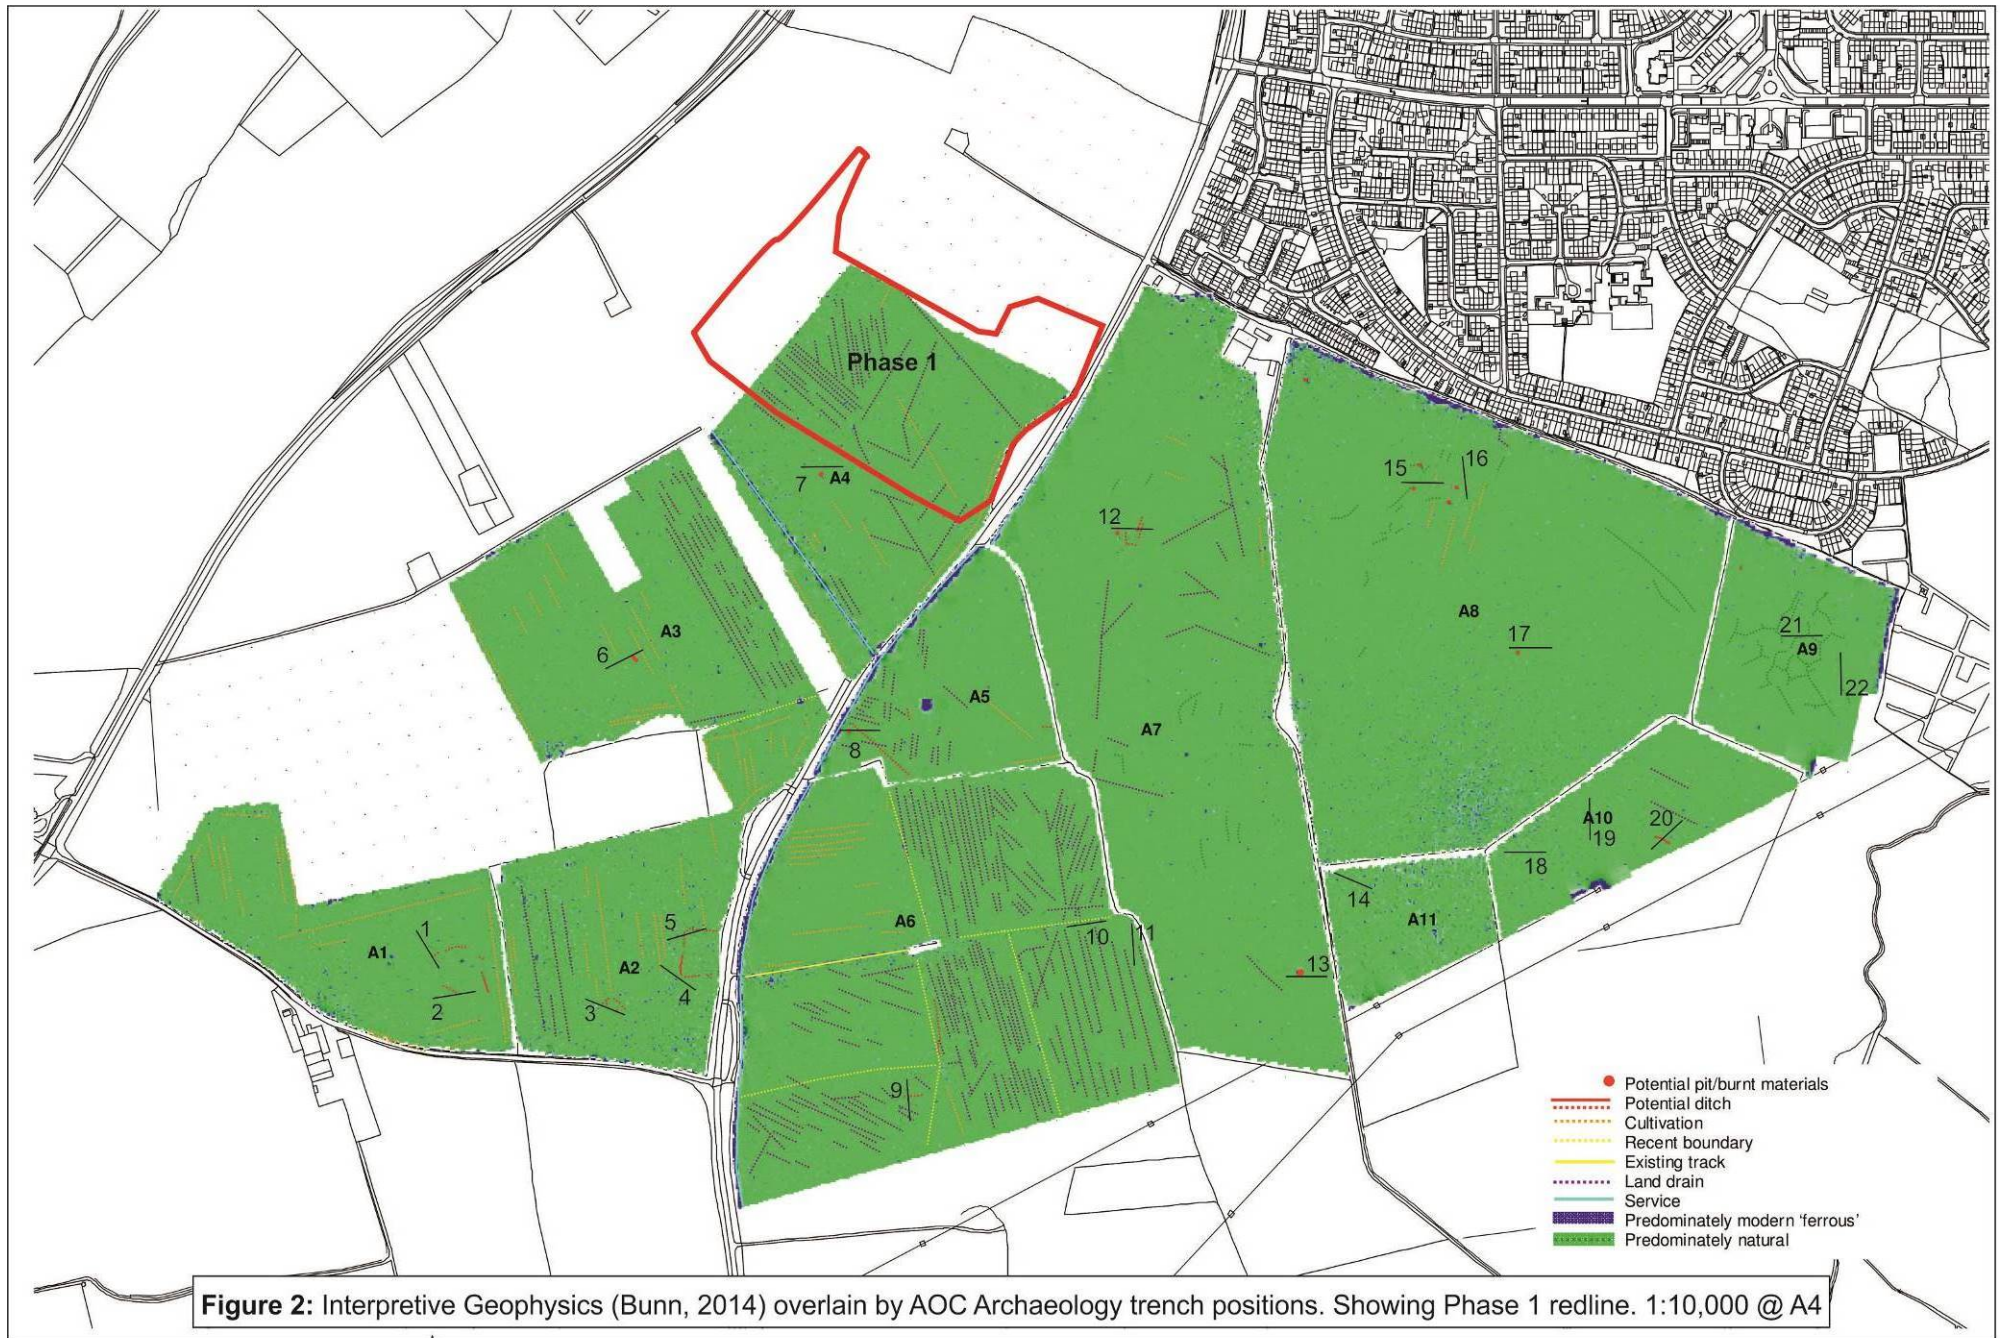 Phase 1
15
16
7
A4
12
A8
A3
6
17
21
A9
22
A5
A7
8
A10
19
20
18
14
A11
1
A1
2
5
A2
3
4
A6
10
11
13
9
Potential pit/burnt materials
Potential ditch
Cultivation
Recent boundary
Existing track
Land drain
Service
Predominately modern 'ferrous'
Predominately natural
Figure 2: Interpretive Geophysics (Bunn, 2014) overlain by AOC Archaeology trench positions. Showing Phase 1 redline. 1:10,000 @ A4